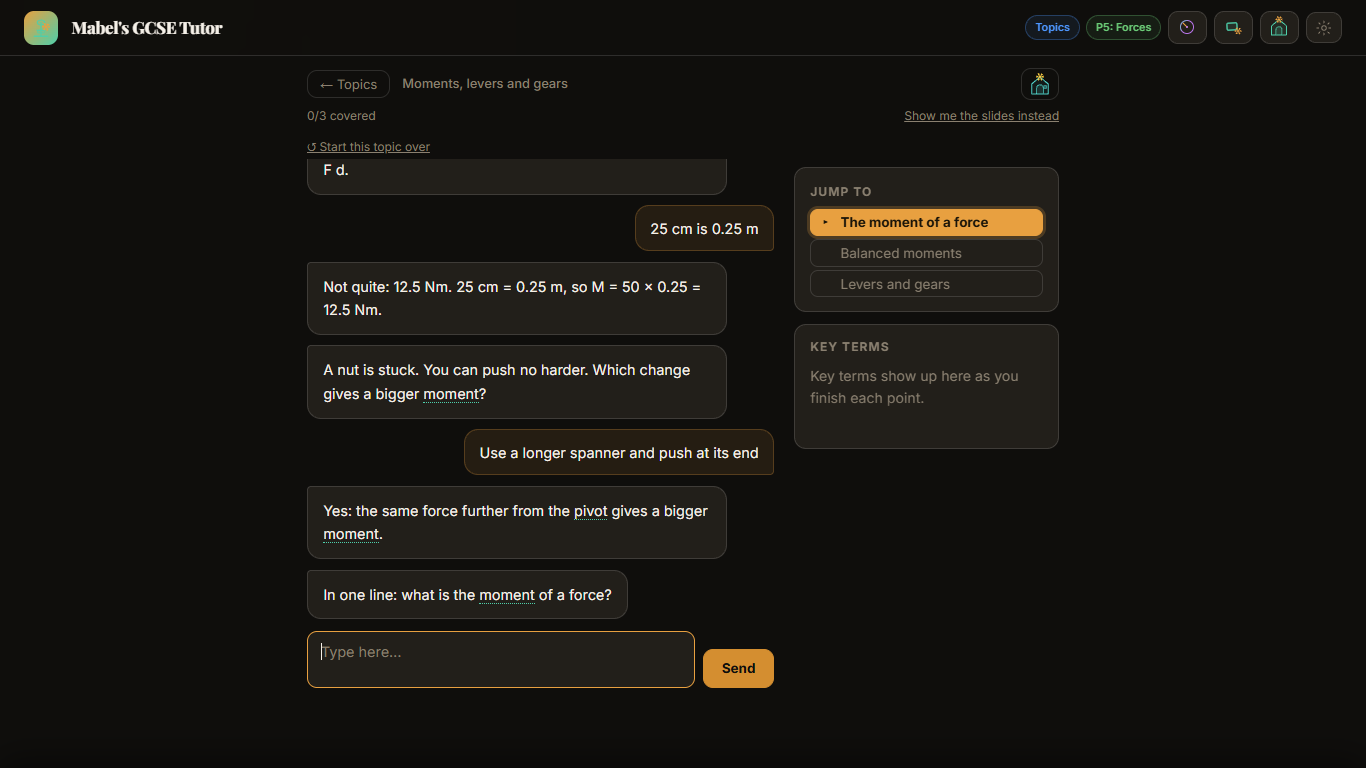 Mabel's GCSE Tutor
Topics
P5: Forces
← Topics
Moments, levers and gears
0/3 covered
Show me the slides instead
↺ Start this topic over
F d.
25 cm is 0.25 m
Not quite: 12.5 Nm. 25 cm = 0.25 m, so M = 50 × 0.25 =
12.5 Nm.
A nut is stuck. You can push no harder. Which change
gives a bigger moment?
Use a longer spanner and push at its end
Yes: the same force further from the pivot gives a bigger
moment.
In one line: what is the moment of a force?
Type here...
Send
JUMP TO
‣ The moment of a force
Balanced moments
Levers and gears
KEY TERMS
Key terms show up here as you
finish each point.